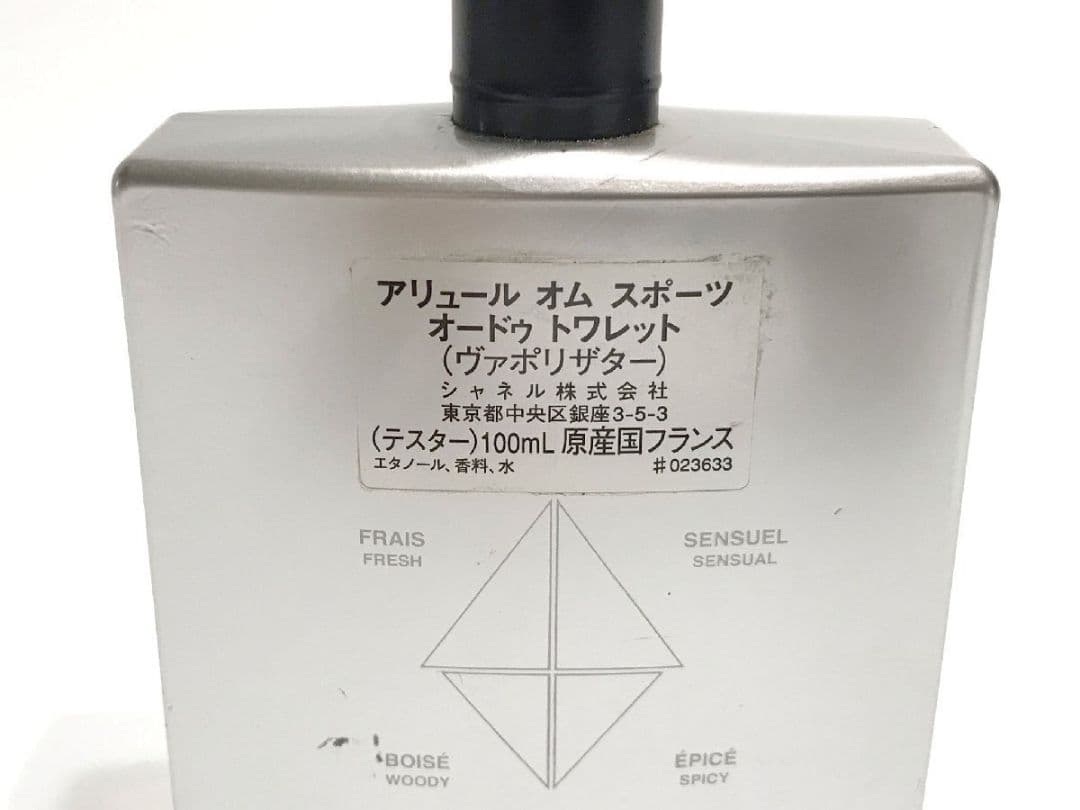 アリュール オム スポーツ
オードゥ トワレット
(ヴァポリザター)
シャネル株式会社
東京都中央区銀座3-5-3
(テスター)100mL 原産国フランス
エタノール、香料、水 #023633
FRAIS SENSUEL
FRESH SENSUAL
BOISÉ ÉPICÉ
WOODY SPICY